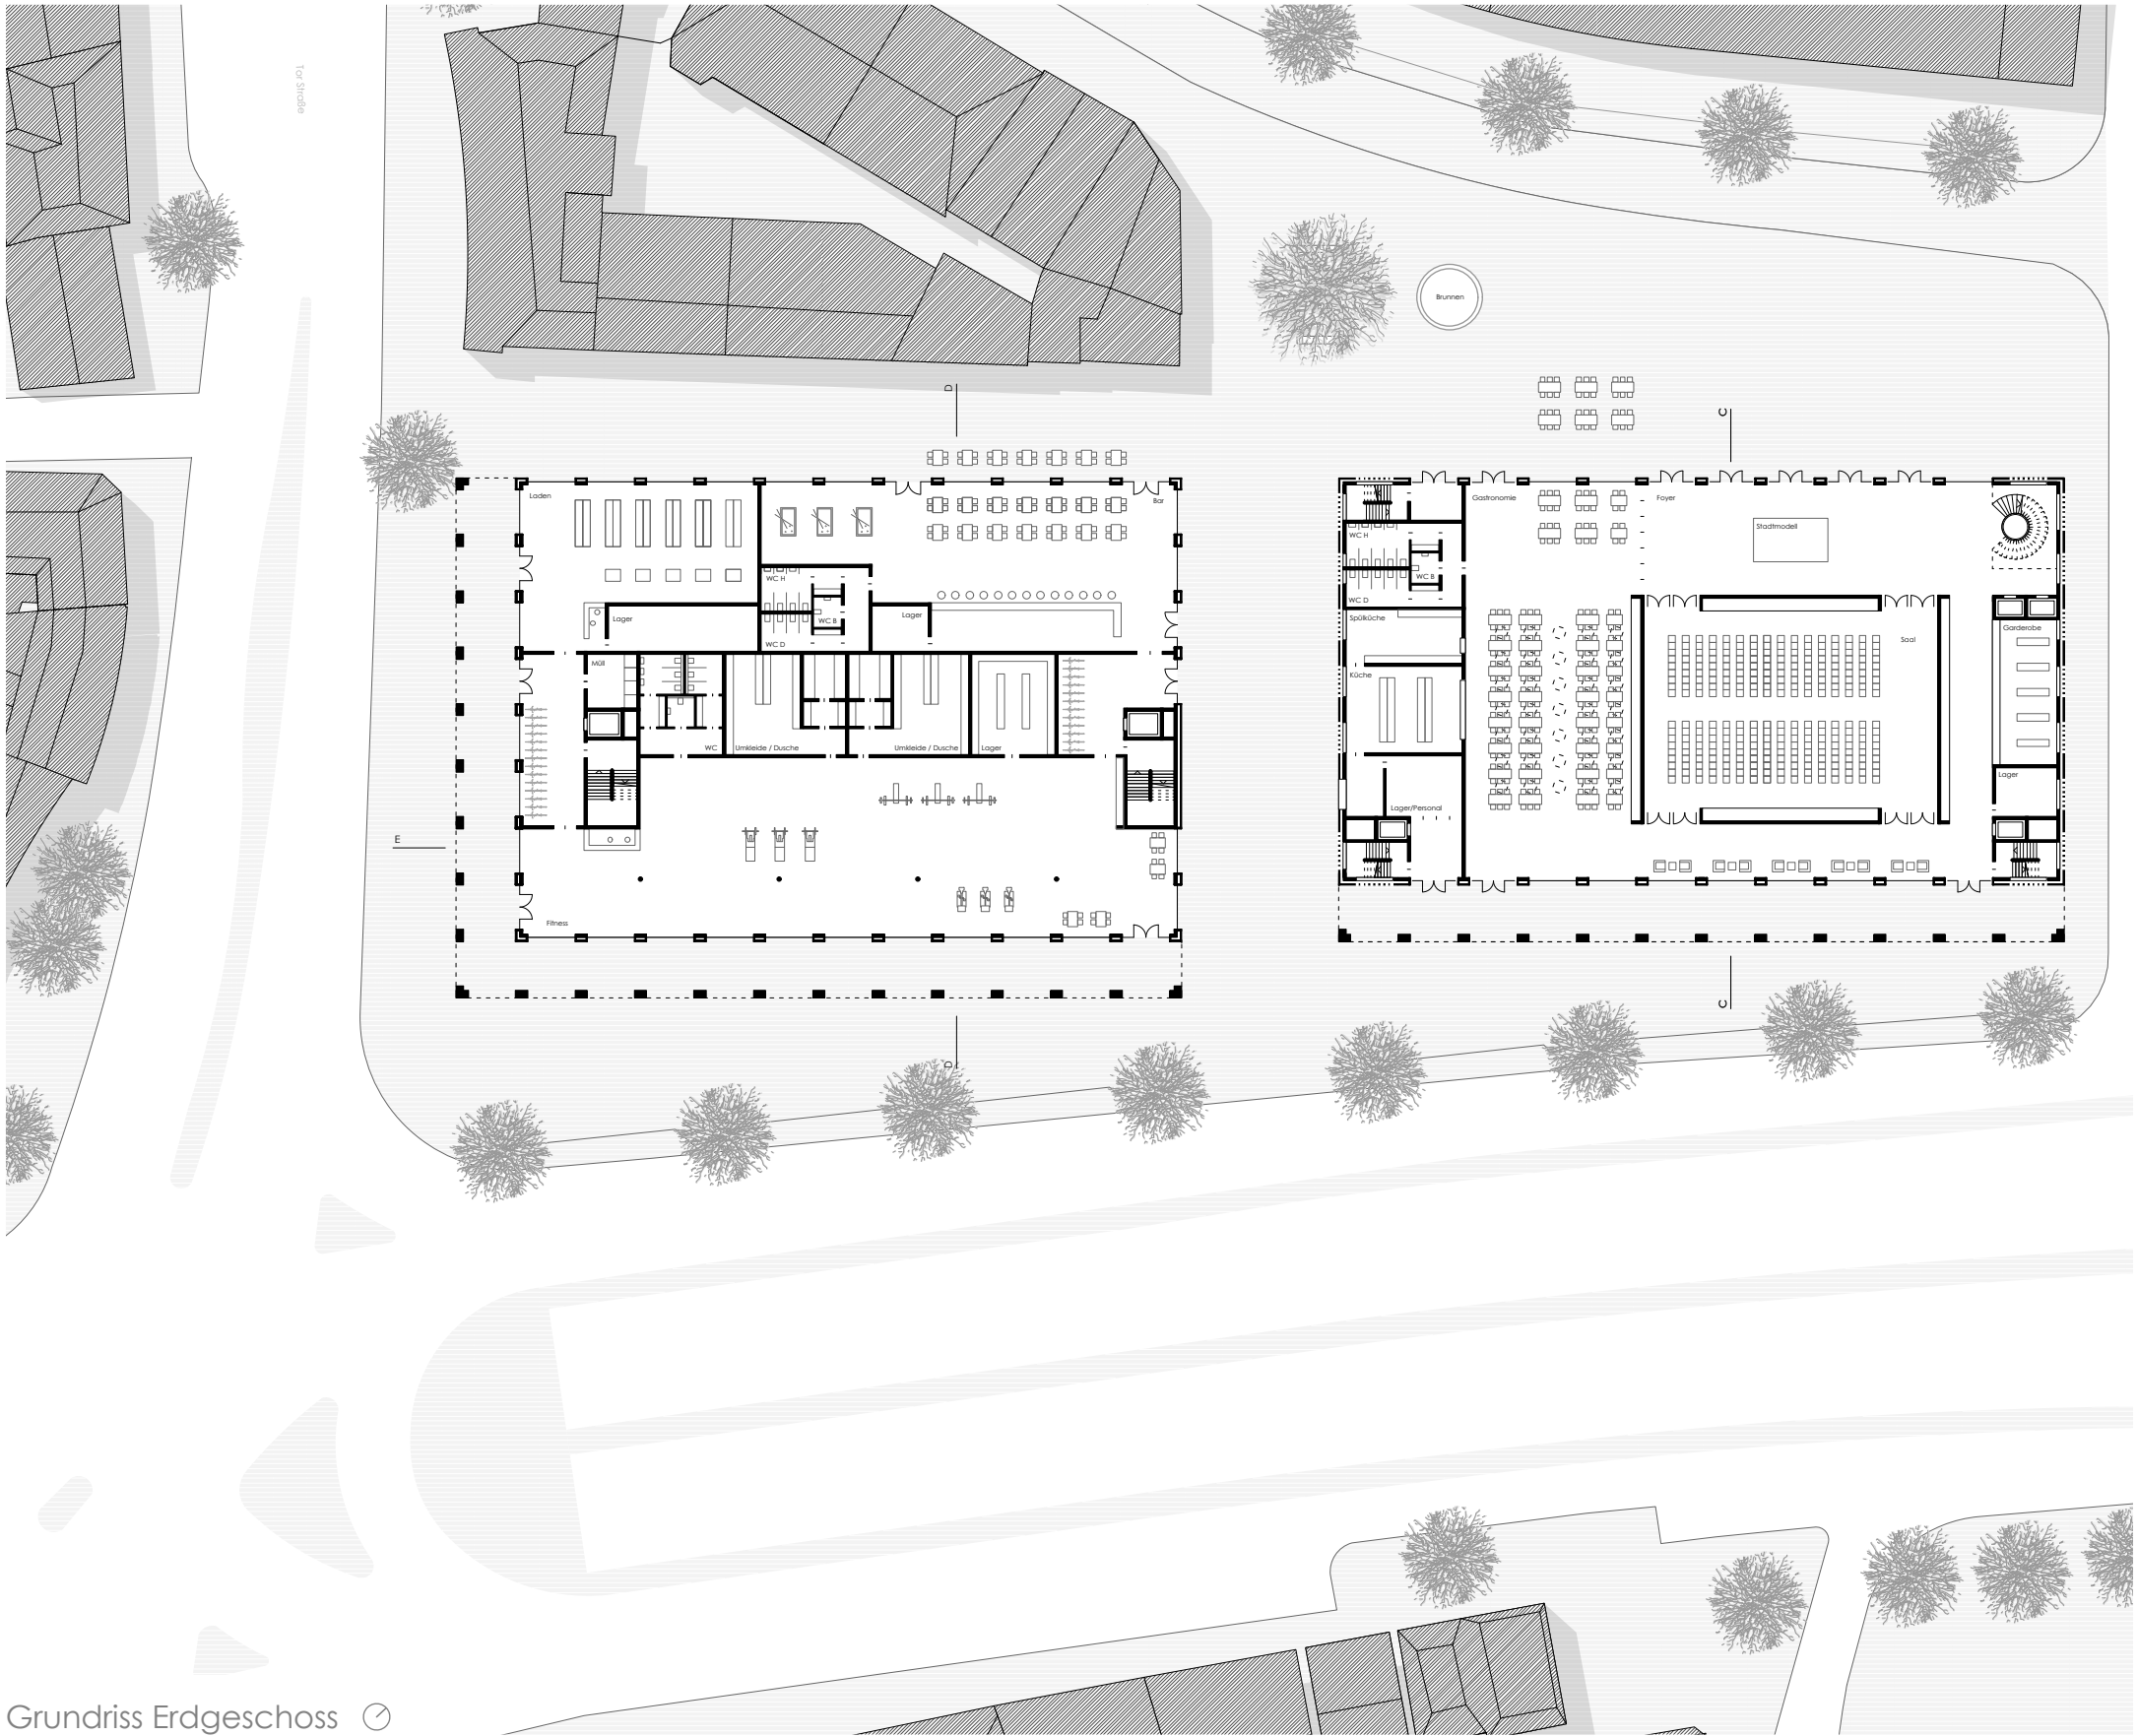 Tor Straße
Brunnen
D
C
Laden
Bar
Gastronomie
Foyer
Stadtmodell
WC H
WC B
WC D
Lager
Lager
WC H
WC B
WC D
Spülküche
Garderobe
Saal
Müll
Küche
WC
Umkleide / Dusche
Umkleide / Dusche
Lager
Lager
Lager/Personal
E
Fitness
C
D
Grundriss Erdgeschoss